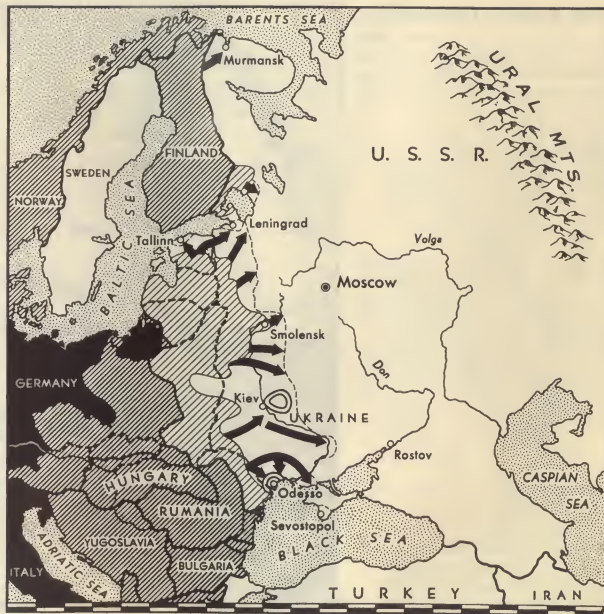 BARENTS SEA
Murmansk
URAL MTS.
U. S. S. R.
FINLAND
SWEDEN
NORWAY
BALTIC SEA
Leningrad
Tallinn
Volga
Moscow
Smolensk
Don
GERMANY
Kiev
UKRAINE
Rostov
HUNGARY
CASPIAN
SEA
Odessa
RUMANIA
Sevostopol
YUGOSLAVIA
BLACK SEA
ADRIATIC SEA
BULGARIA
ITALY
TURKEY
IRAN